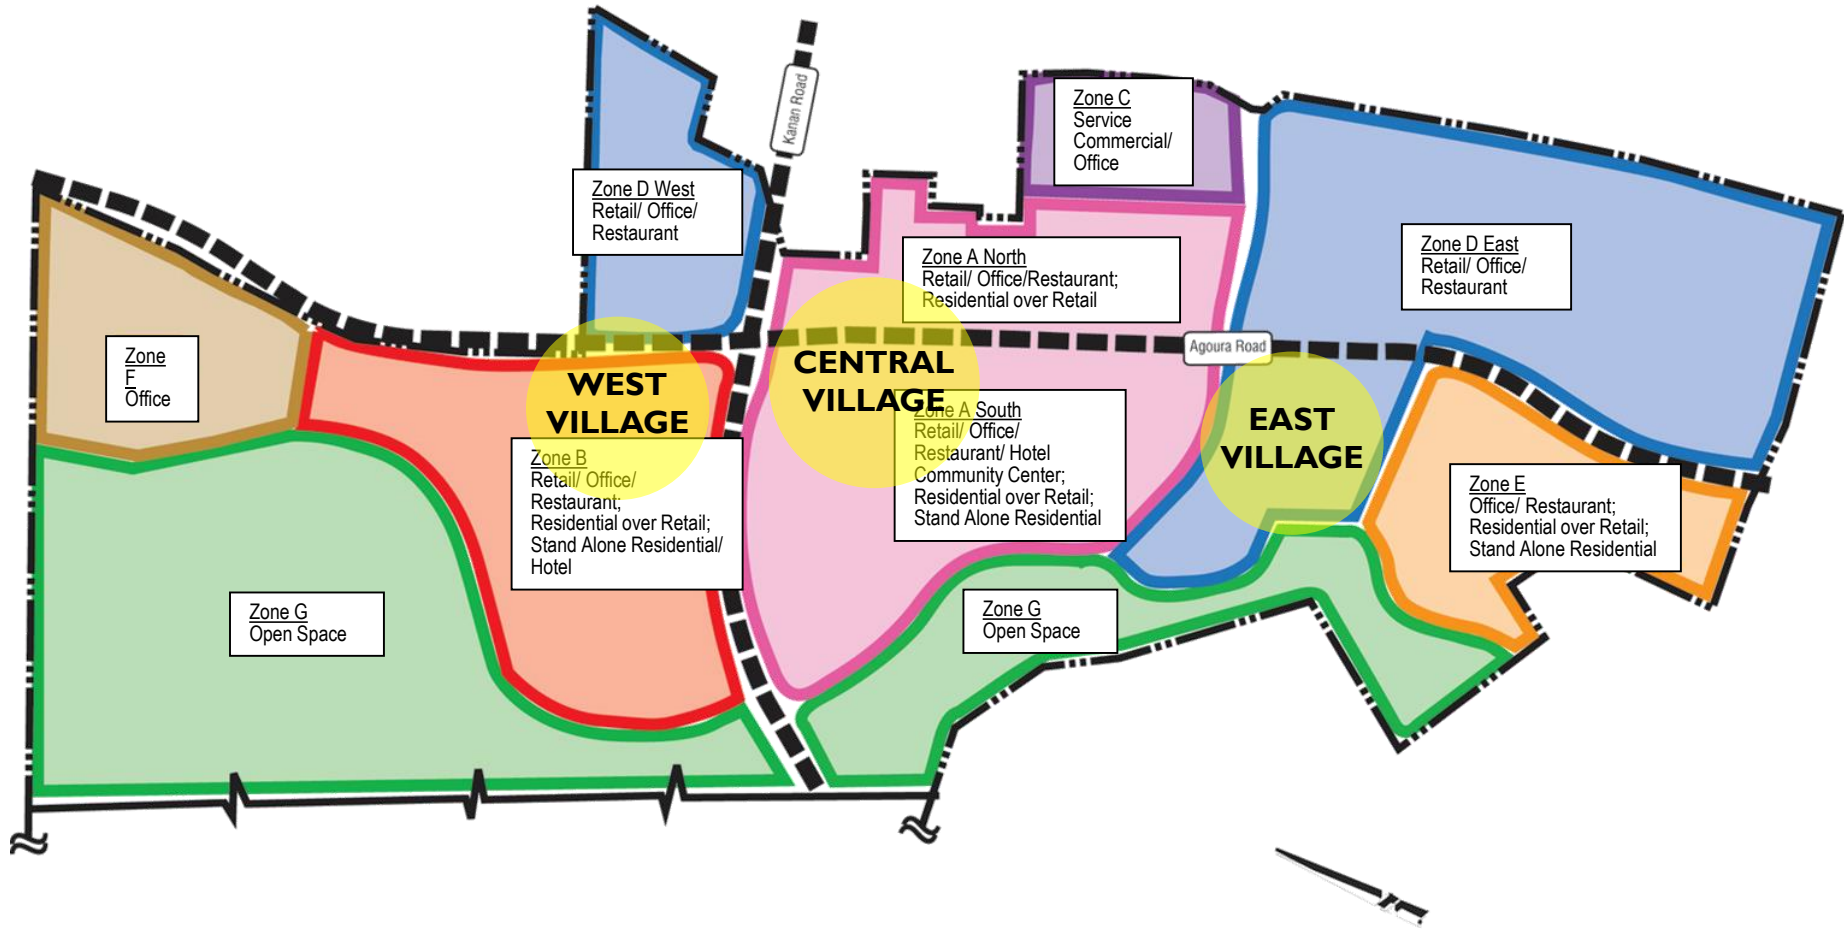 Kanan Road
Zone C
Service
Commercial/
Office
Zone D West
Retail/ Office/
Restaurant
Zone A North
Retail/ Office/Restaurant;
Residential over Retail
Zone D East
Retail/ Office/
Restaurant
Agoura Road
Zone
F
Office
WEST
VILLAGE
CENTRAL
VILLAGE
EAST
VILLAGE
Zone A South
Retail/ Office/
Restaurant/ Hotel
Community Center;
Residential over Retail;
Stand Alone Residential
Zone B
Retail/ Office/
Restaurant;
Residential over Retail;
Stand Alone Residential/
Hotel
Zone E
Office/ Restaurant;
Residential over Retail;
Stand Alone Residential
Zone G
Open Space
Zone G
Open Space